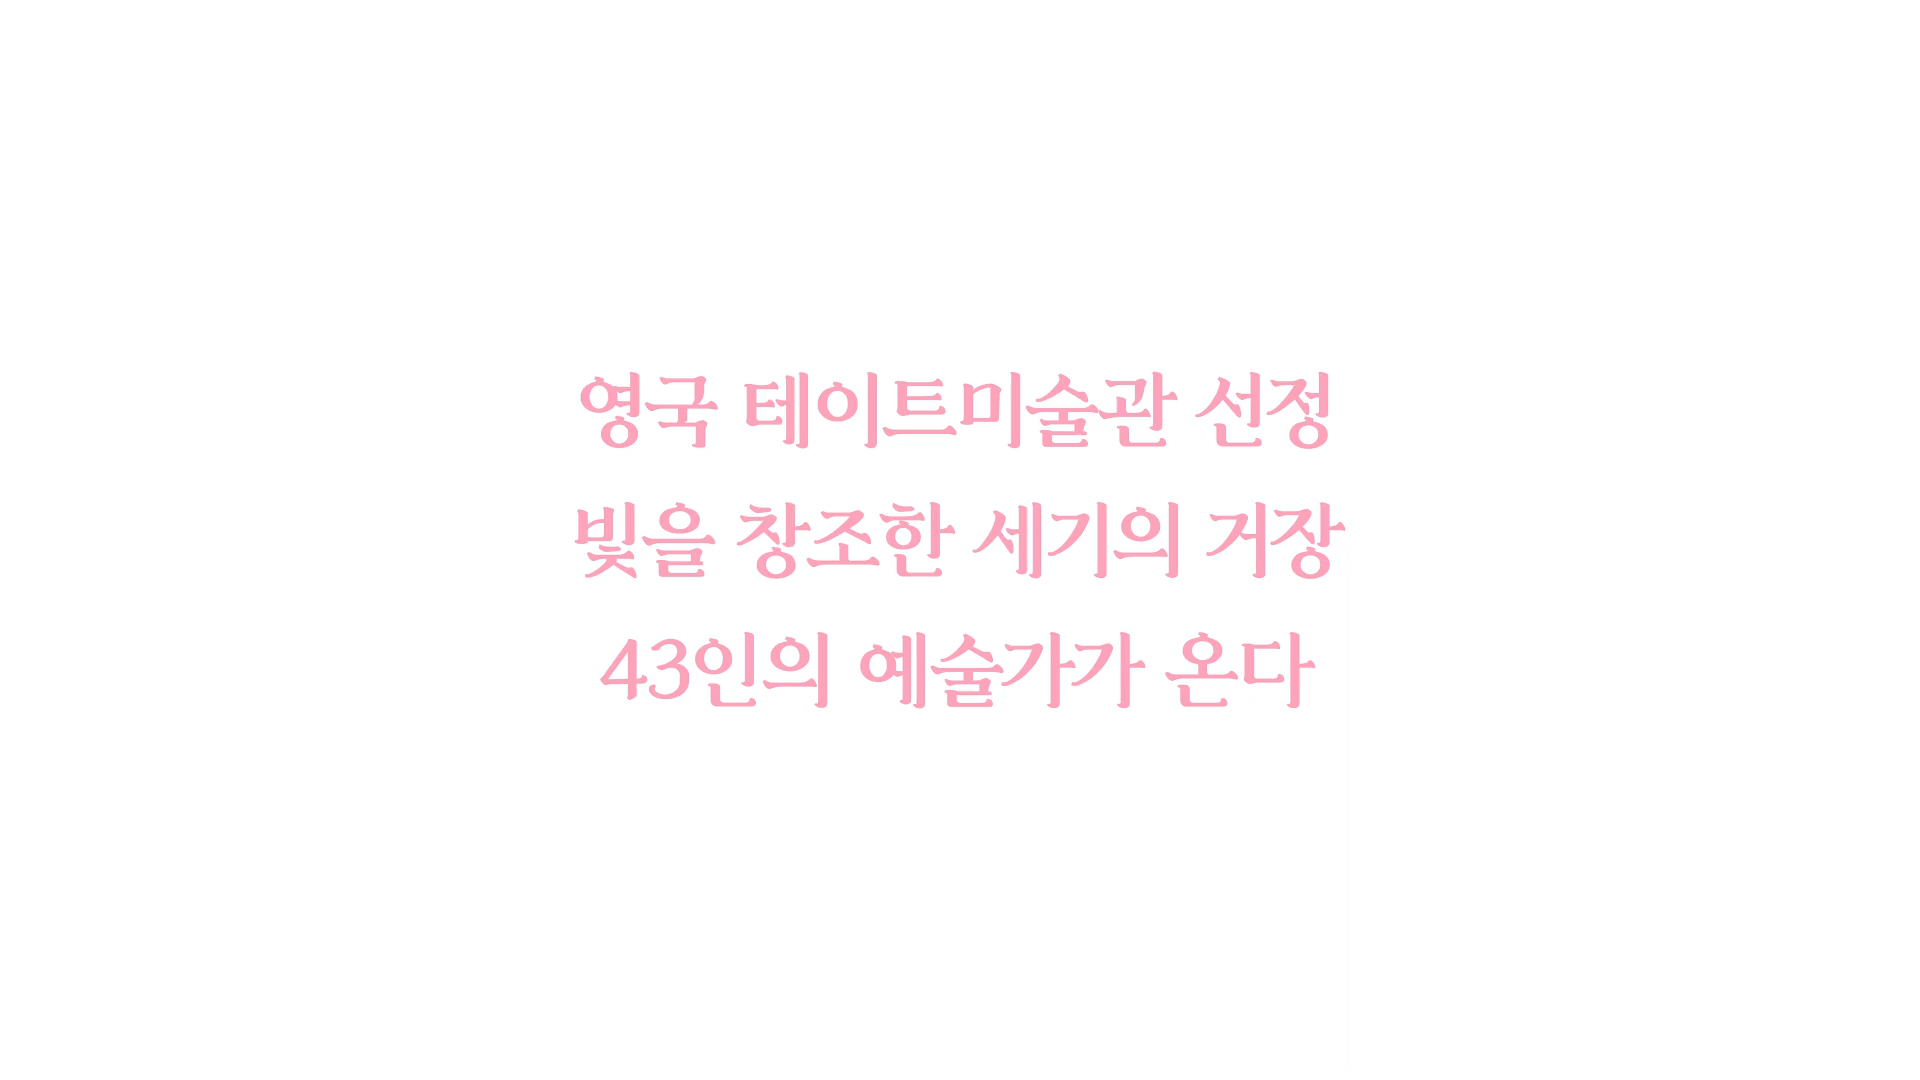 영국 테이트미술관 선정
빛을 창조한 세기의 거장
43인의 예술가가 온다